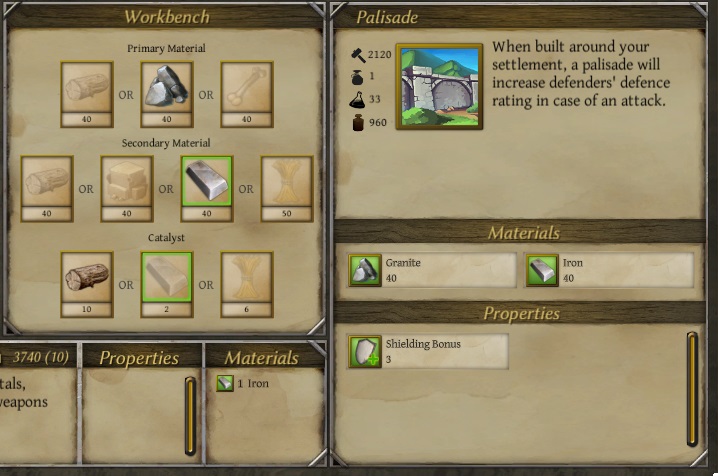 Workbench
Primary Material
OR
OR
40
40
40
Secondary Material
OR
OR
OR
40
40
40
50
Catalyst
OR
OR
10
2
6
3740 (10)
tals,
weapons
Properties
Materials
1 Iron
Palisade
2120
1
33
960
When built around your
settlement, a palisade will
increase defenders' defence
rating in case of an attack.
Materials
Granite
40
Iron
40
Properties
Shielding Bonus
3